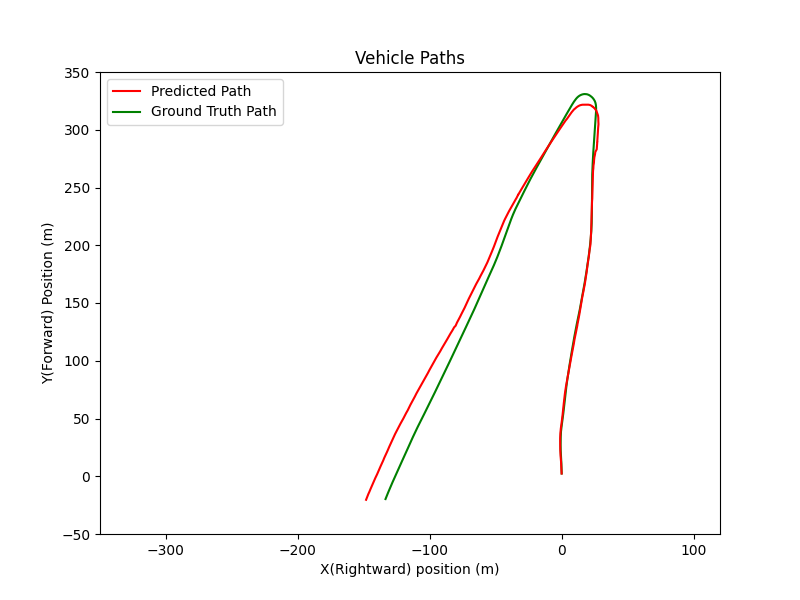 Vehicle Paths
Predicted Path
Ground Truth Path
350
300
250
200
150
100
50
0
−50
Y(Forward) Position (m)
−300
−200
−100
0
100
X(Rightward) position (m)